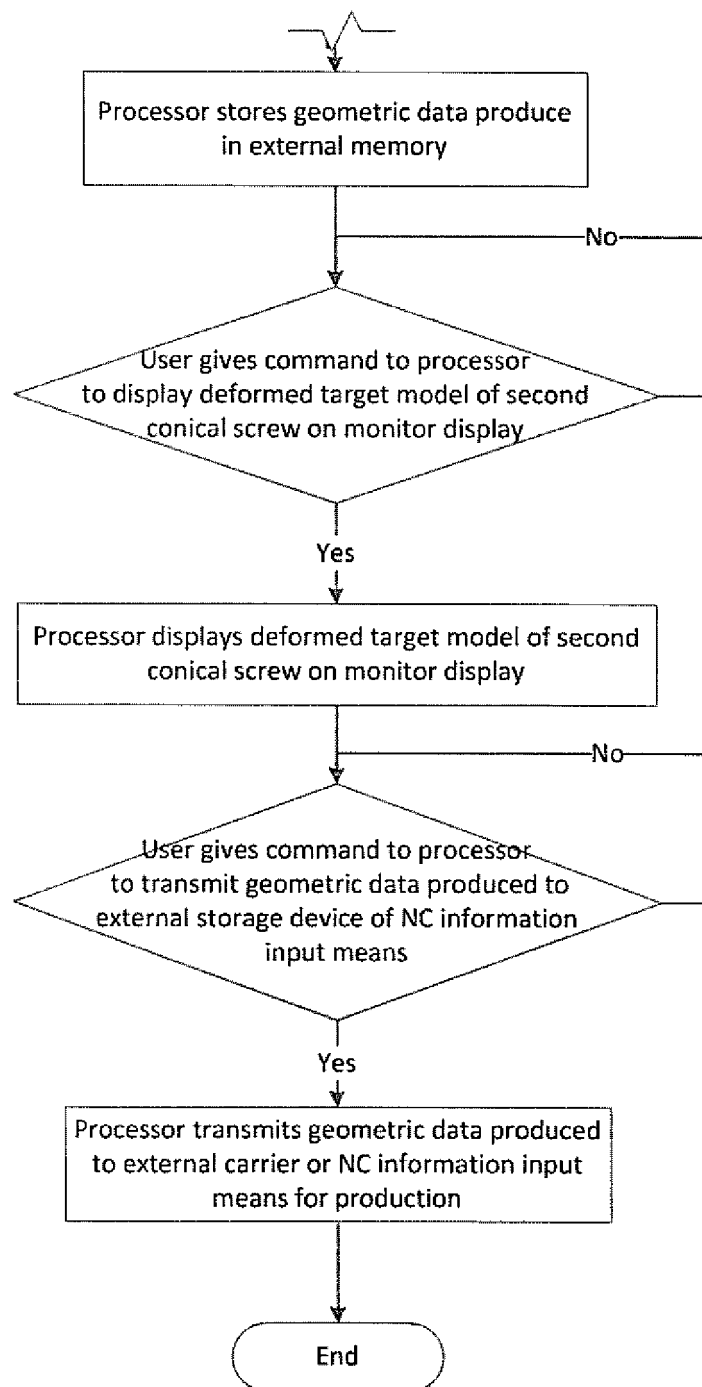 Processor stores geometric data produce
in external memory
No
User gives command to processor
to display deformed target model of second
conical screw on monitor display
Yes
Processor displays deformed target model of second
conical screw on monitor display
No
User gives command to processor
to transmit geometric data produced to
external storage device of NC information
input means
Yes
Processor transmits geometric data produced
to external carrier or NC information input
means for production
End